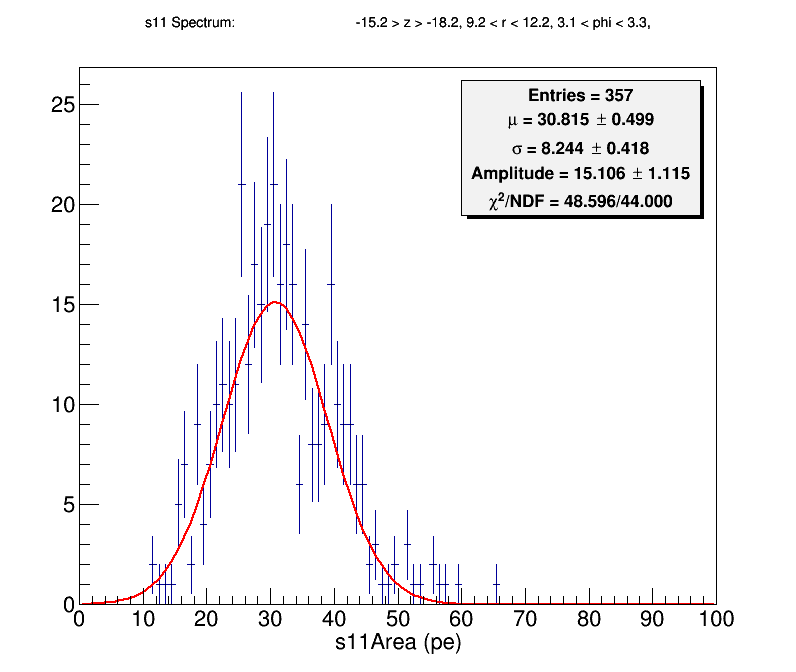 s11 Spectrum: -15.2 > z > -18.2, 9.2 < r < 12.2, 3.1 < phi < 3.3,
Entries = 357
μ = 30.815 ± 0.499
σ = 8.244 ± 0.418
Amplitude = 15.106 ± 1.115
χ²/NDF = 48.596/44.000
25
20
15
10
5
0
0 10 20 30 40 50 60 70 80 90 100
s11Area (pe)